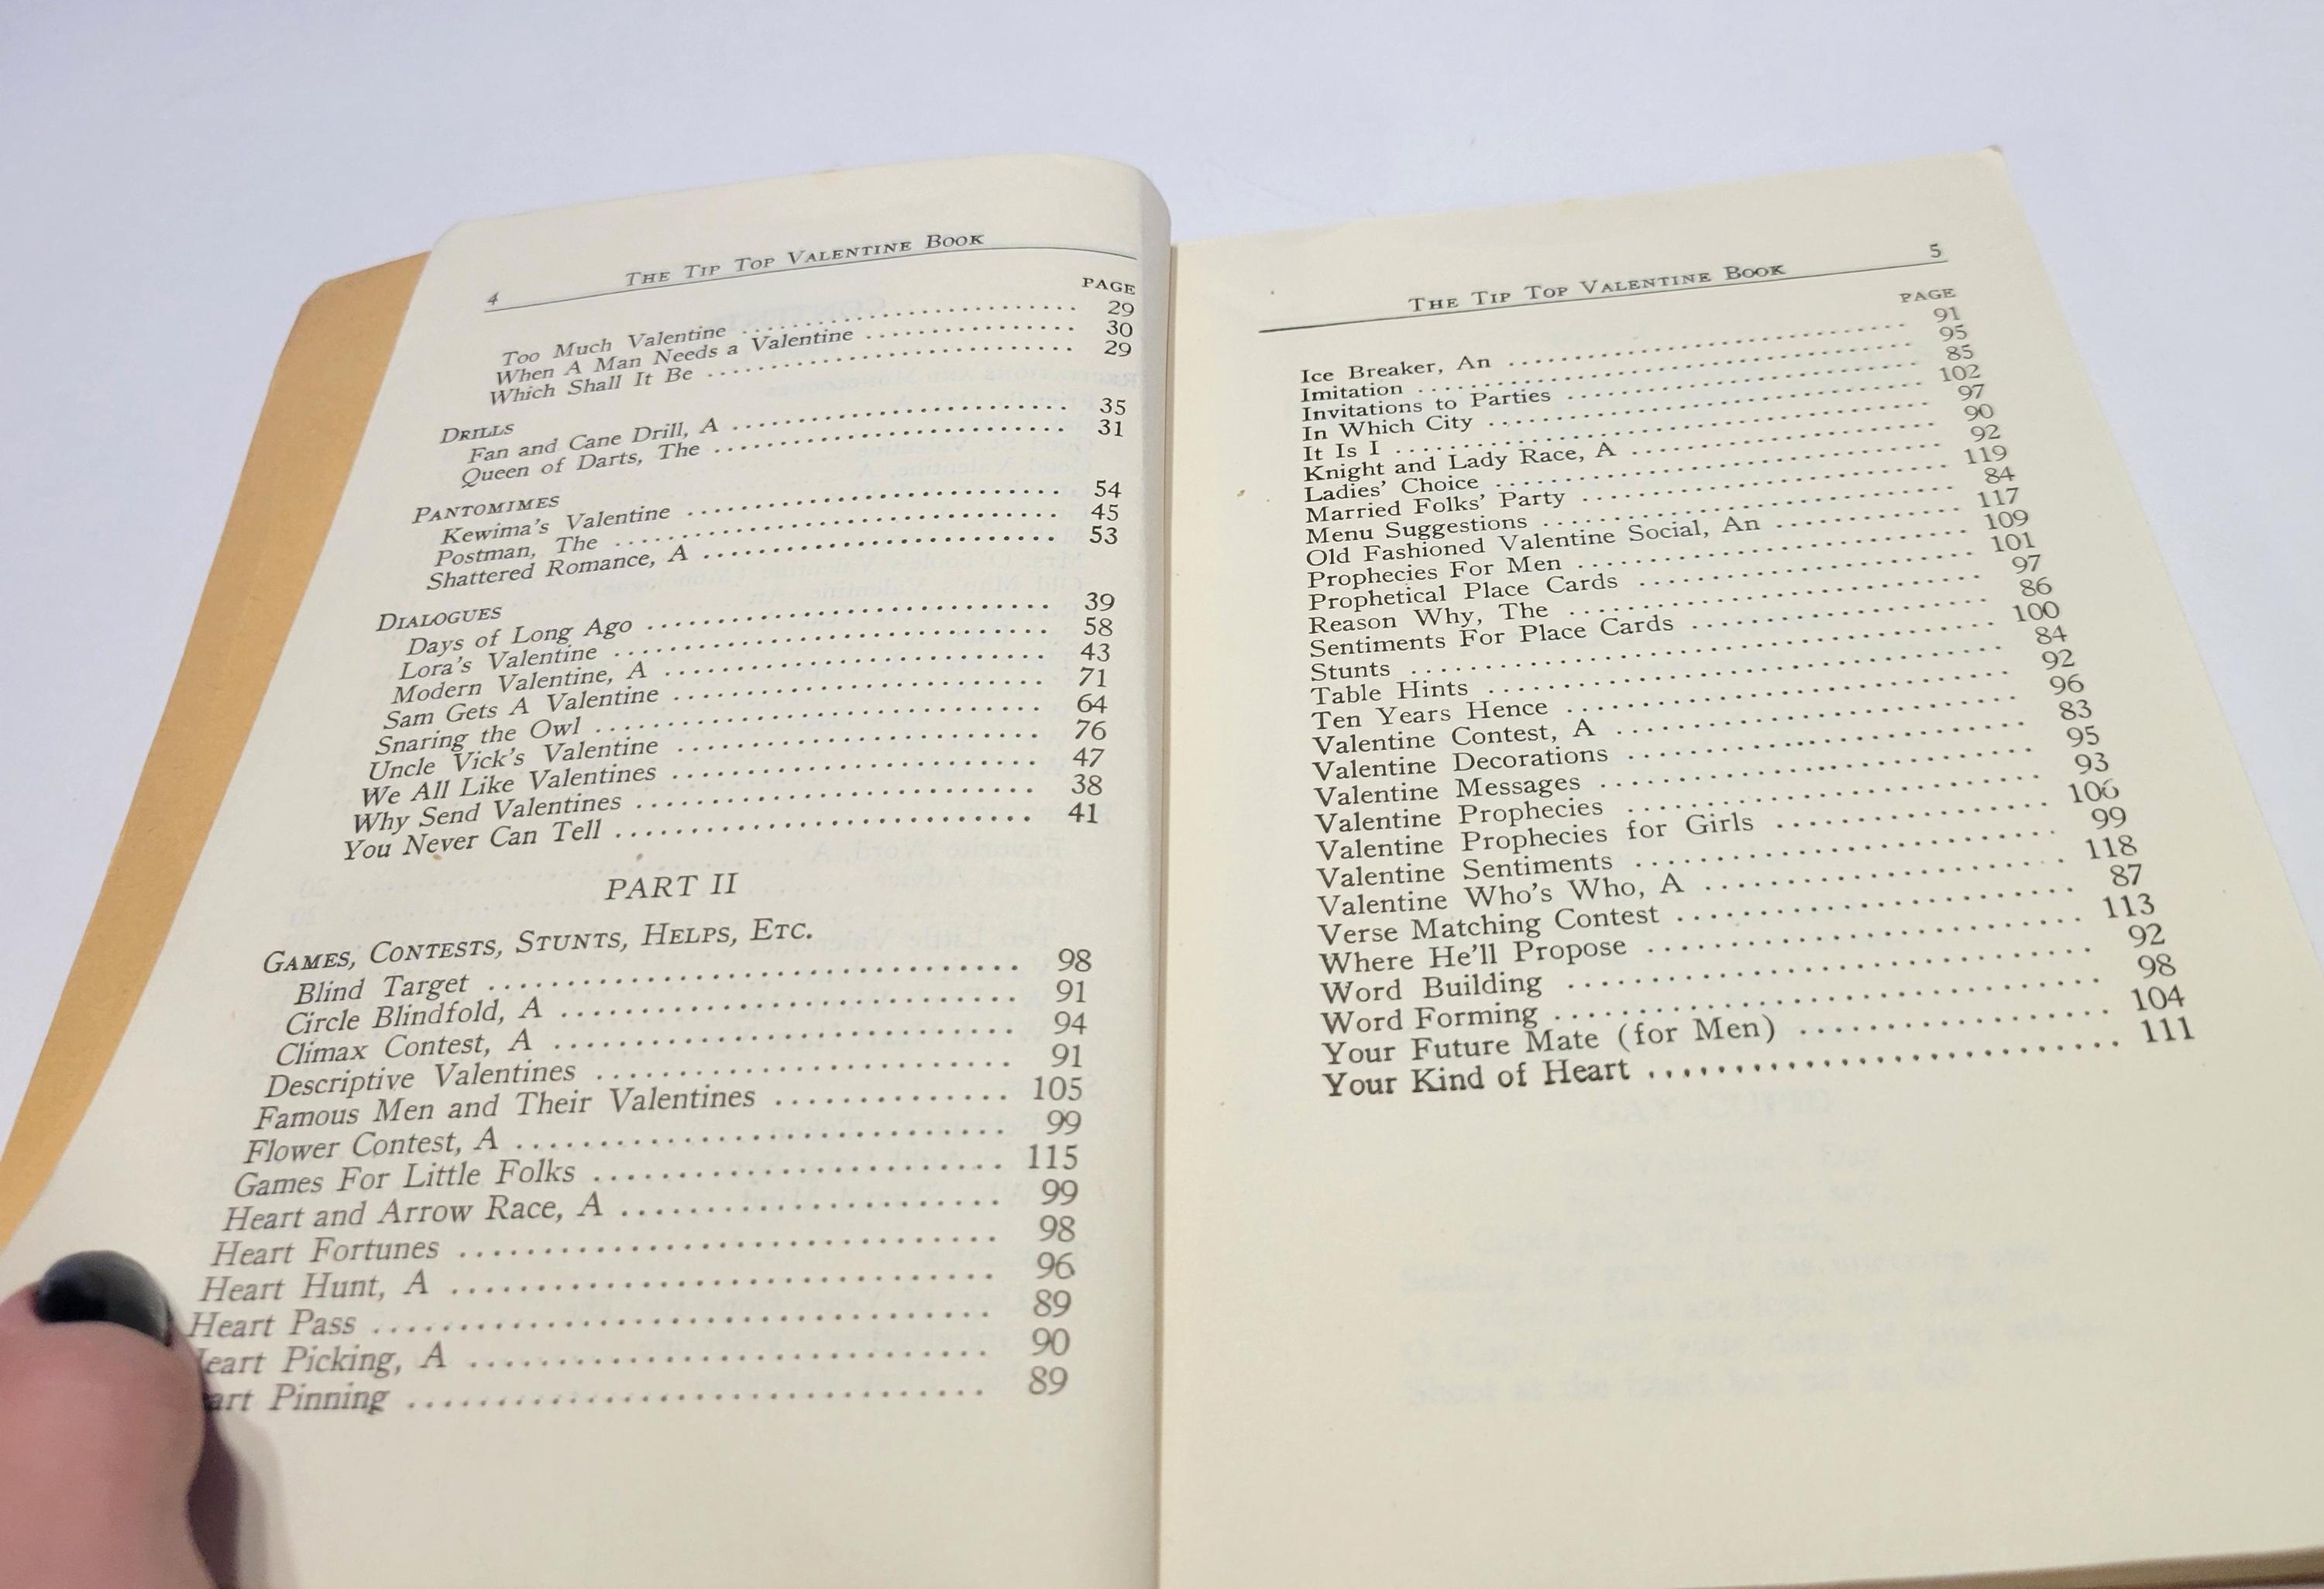 4 THE TIP TOP VALENTINE BOOK
PAGE
Too Much Valentine .......... 29
When A Man Needs a Valentine .......... 30
Which Shall It Be .......... 29
DRILLS
Fan and Cane Drill, A .......... 35
Queen of Darts, The .......... 31
PANTOMIMES
Kewima's Valentine .......... 54
Postman, The .......... 45
Shattered Romance, A .......... 53
DIALOGUES
Days of Long Ago .......... 39
Lora's Valentine .......... 58
Modern Valentine, A .......... 43
Sam Gets A Valentine .......... 71
Snaring the Owl .......... 64
Uncle Vick's Valentine .......... 76
We All Like Valentines .......... 47
Why Send Valentines .......... 38
You Never Can Tell .......... 41
PART II
GAMES, CONTESTS, STUNTS, HELPS, ETC.
Blind Target .......... 98
Circle Blindfold, A .......... 91
Climax Contest, A .......... 94
Descriptive Valentines .......... 91
Famous Men and Their Valentines .......... 105
Flower Contest, A .......... 99
Games For Little Folks .......... 115
Heart and Arrow Race, A .......... 99
Heart Fortunes .......... 98
Heart Hunt, A .......... 96
Heart Pass .......... 89
eart Picking, A .......... 90
art Pinning .......... 89
THE TIP TOP VALENTINE BOOK 5
PAGE
Ice Breaker, An .......... 91
Imitation .......... 95
Invitations to Parties .......... 85
In Which City .......... 102
It Is I .......... 97
Knight and Lady Race, A .......... 90
Ladies' Choice .......... 92
Married Folks' Party .......... 119
Menu Suggestions .......... 84
Old Fashioned Valentine Social, An .......... 117
Prophecies For Men .......... 109
Prophetical Place Cards .......... 101
Reason Why, The .......... 97
Sentiments For Place Cards .......... 86
Stunts .......... 100
Table Hints .......... 84
Ten Years Hence .......... 92
Valentine Contest, A .......... 96
Valentine Decorations .......... 83
Valentine Messages .......... 95
Valentine Prophecies .......... 93
Valentine Prophecies for Girls .......... 106
Valentine Sentiments .......... 99
Valentine Who's Who, A .......... 118
Verse Matching Contest .......... 87
Where He'll Propose .......... 113
Word Building .......... 92
Word Forming .......... 98
Your Future Mate (for Men) .......... 104
Your Kind of Heart .......... 111